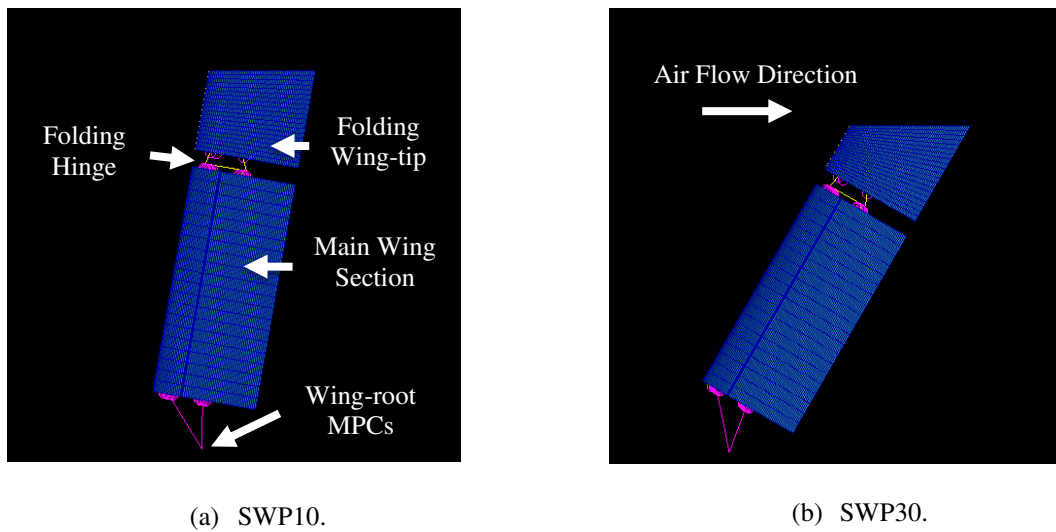 Folding
Hinge
Folding
Wing-tip
Main Wing
Section
Wing-root
MPCs
(a) SWP10.
Air Flow Direction
(b) SWP30.